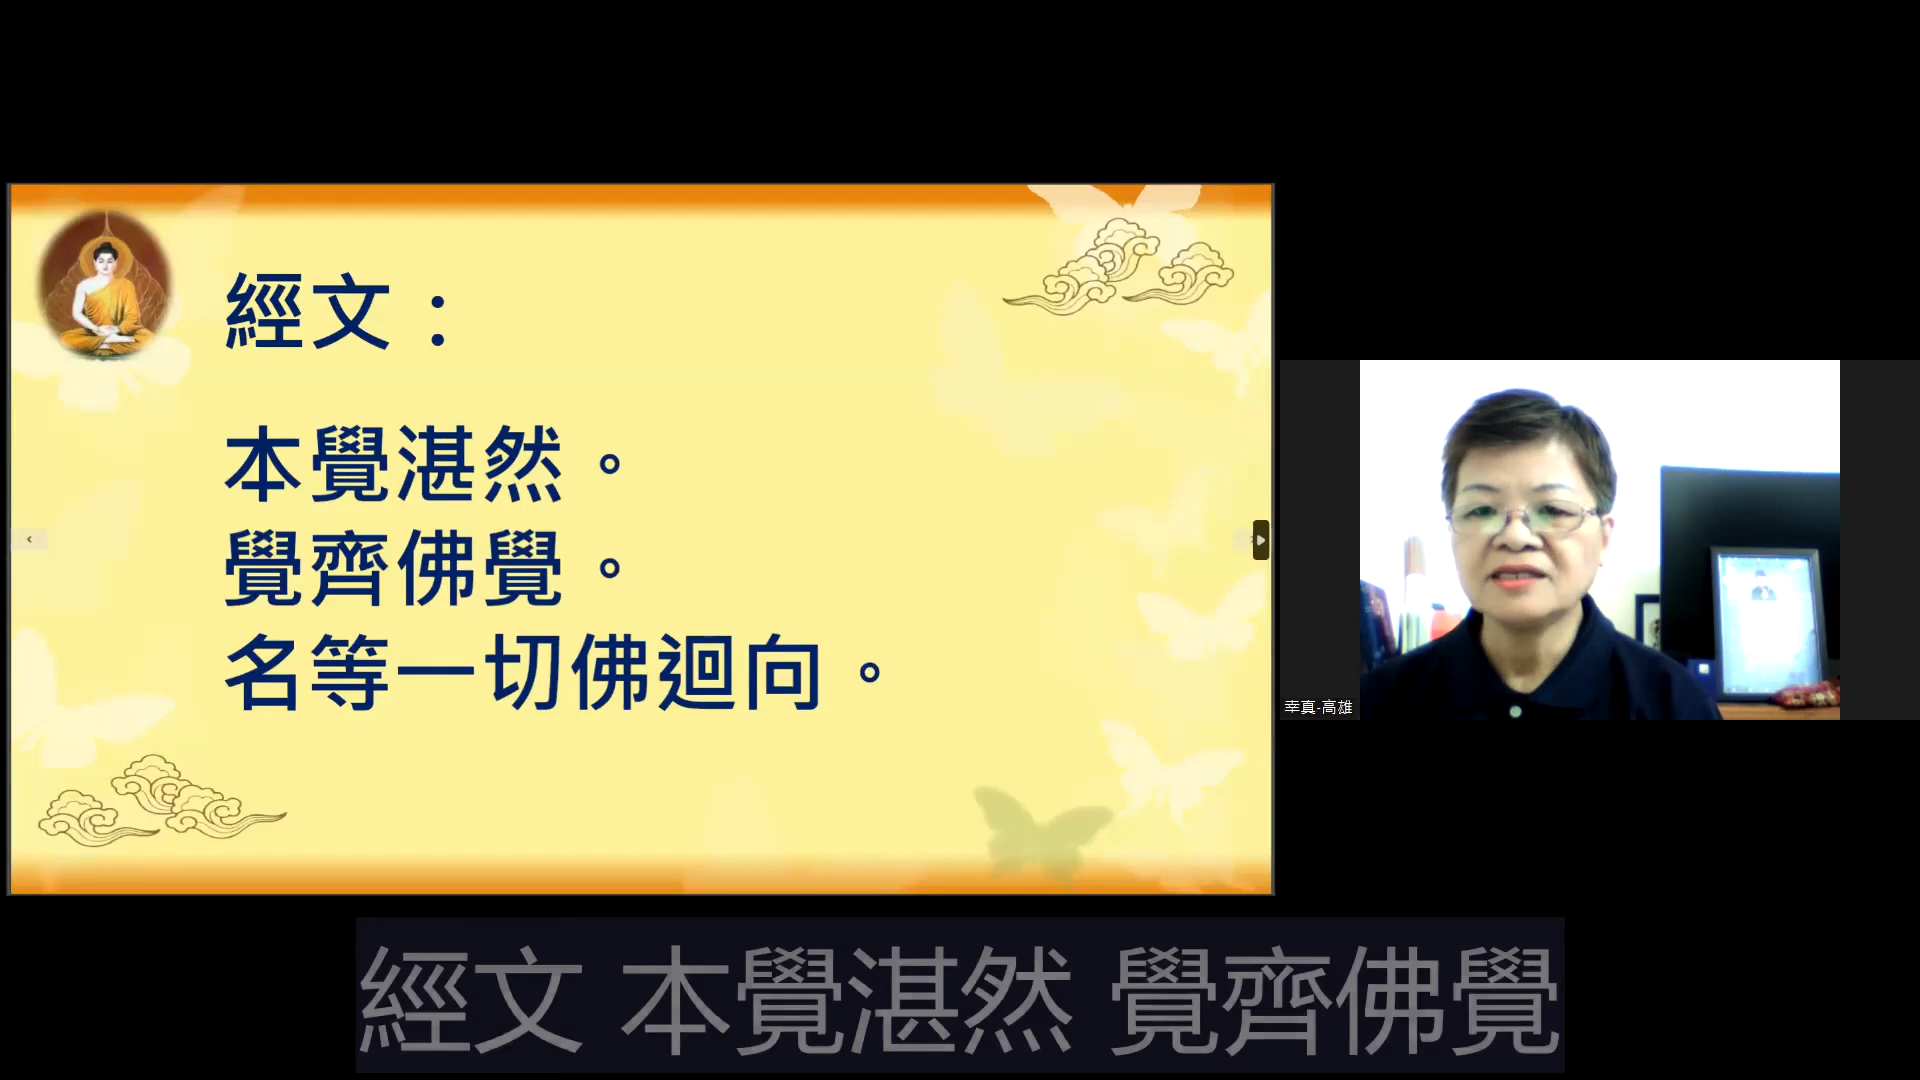 經文：
本覺湛然。
覺齊佛覺。
名等一切佛迴向。
幸真-高雄
經文 本覺湛然 覺齊佛覺